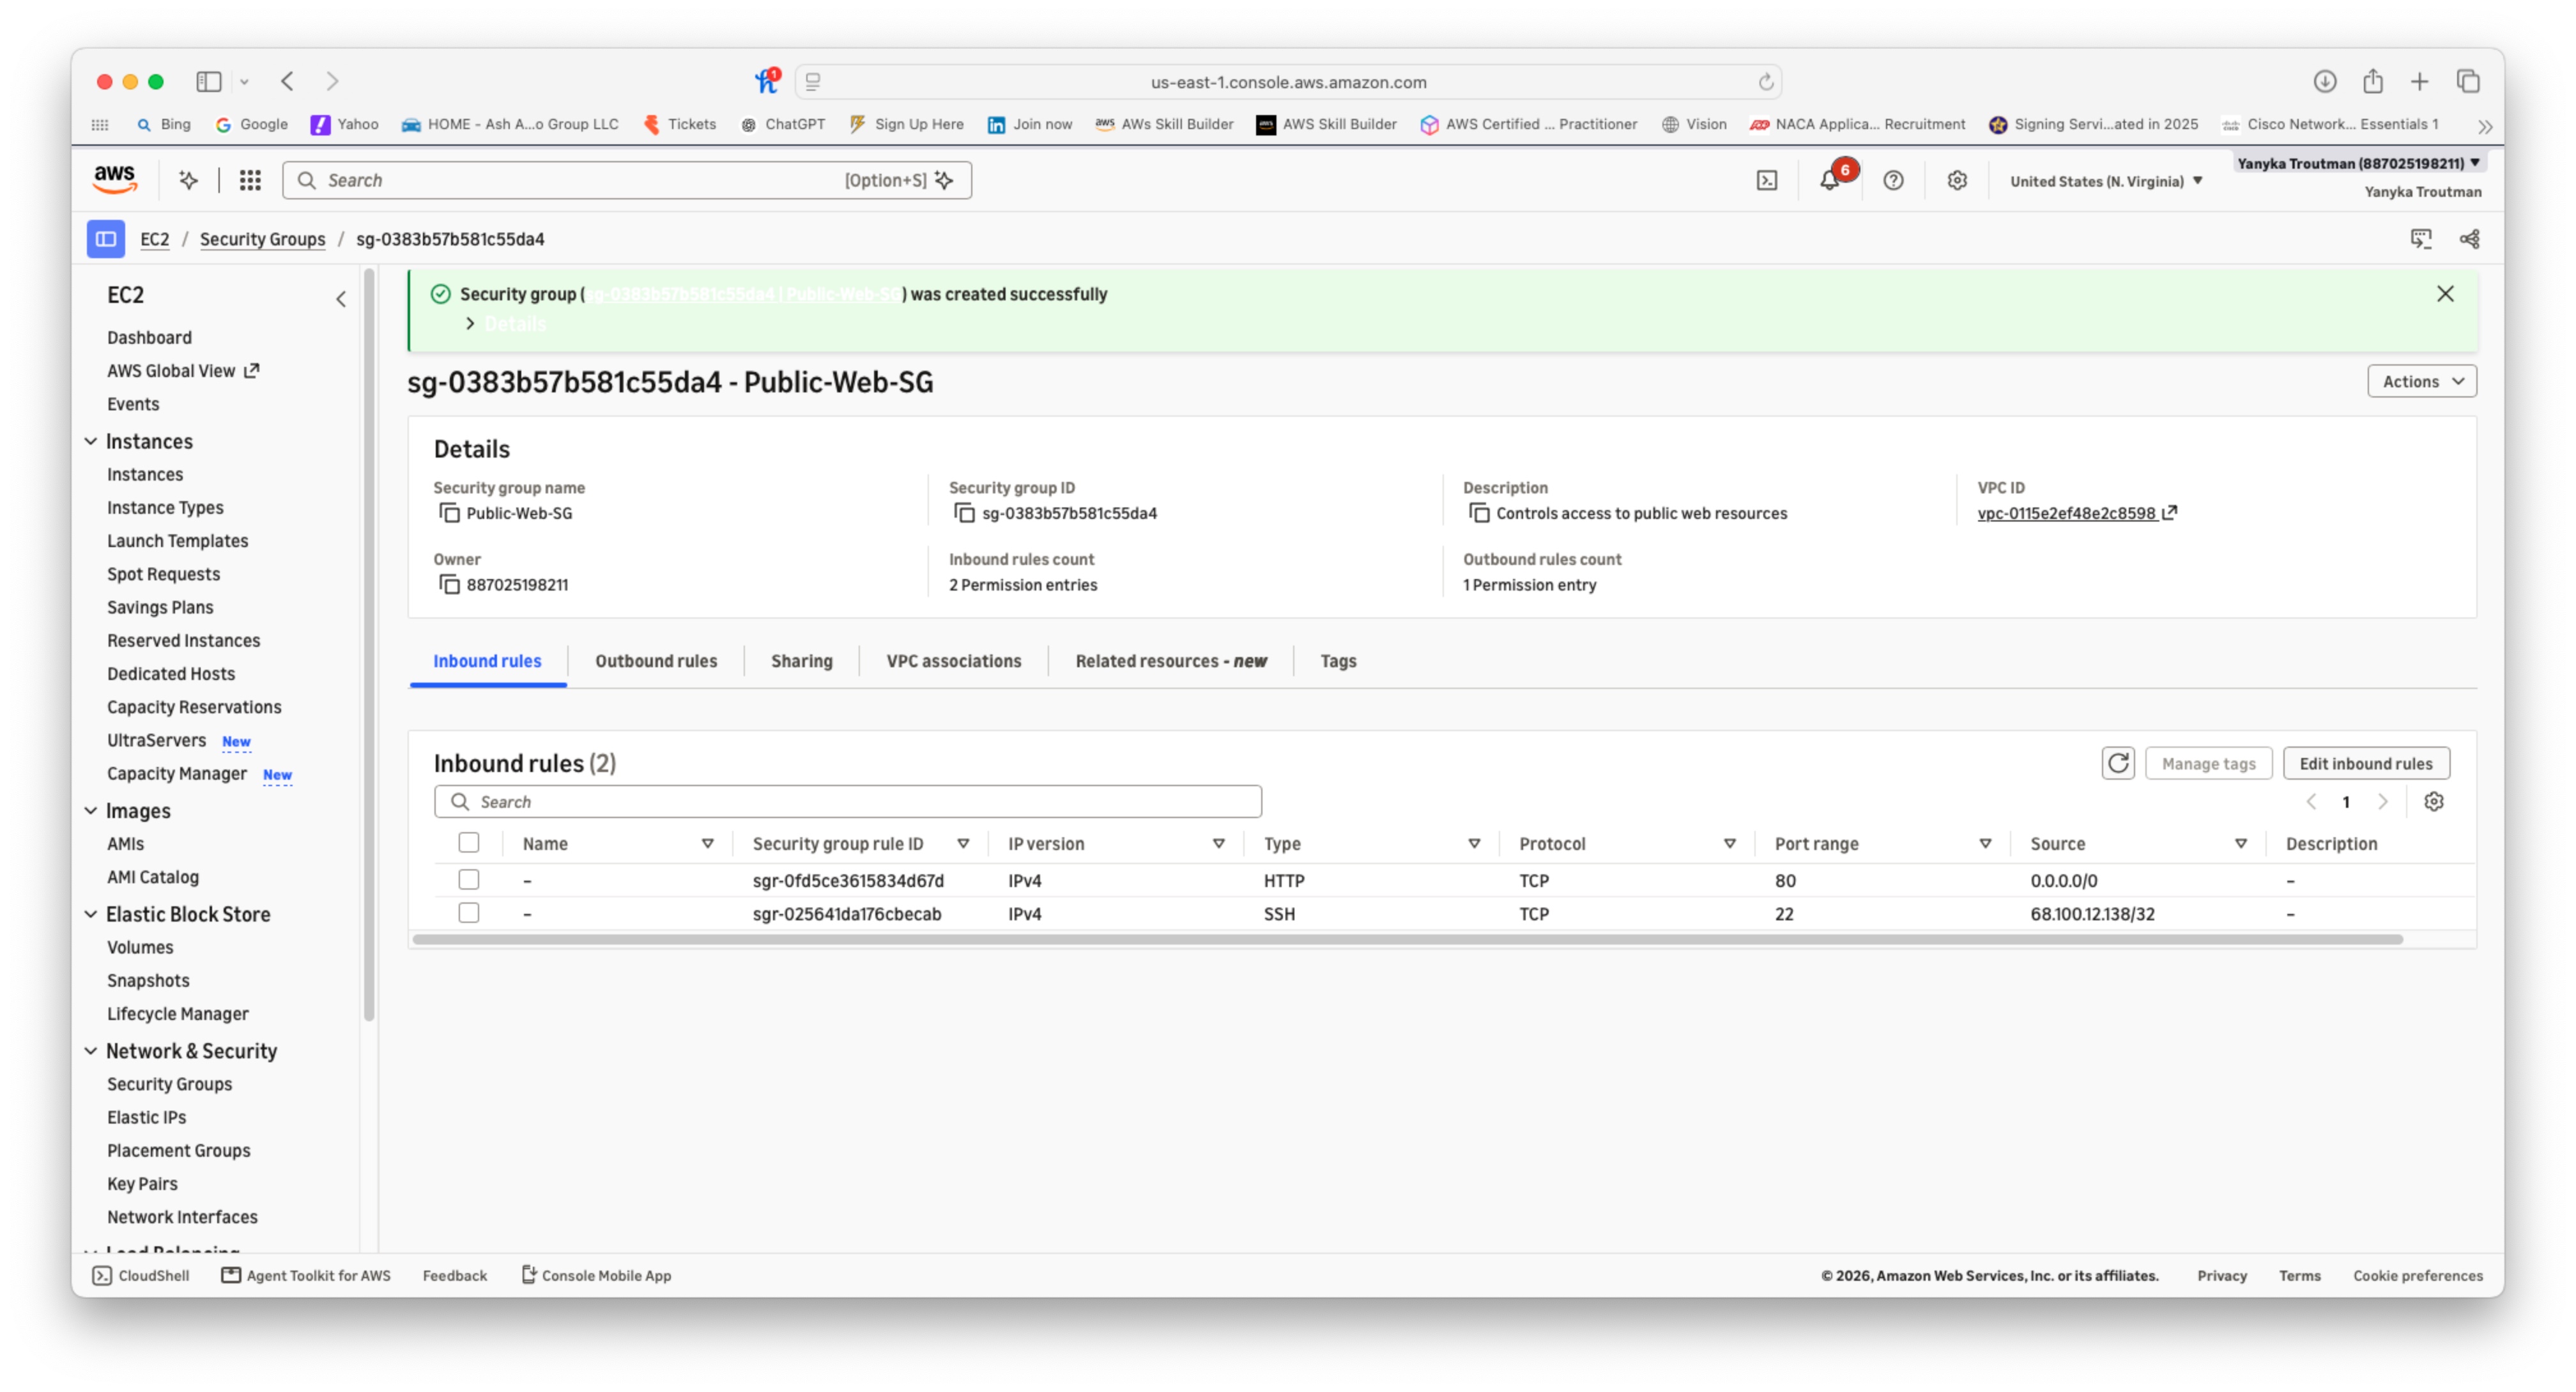 1
us-east-1.console.aws.amazon.com
Bing Google Yahoo HOME - Ash A...o Group LLC Tickets ChatGPT Sign Up Here Join now aws AWs Skill Builder aws AWS Skill Builder AWS Certified ... Practitioner Vision NACA Applica... Recruitment Signing Servi...ated in 2025 Cisco Network... Essentials 1
aws Search [Option+S] 6 United States (N. Virginia) Yanyka Troutman (887025198211)
Yanyka Troutman
EC2 / Security Groups / sg-0383b57b581c55da4
EC2
Dashboard
AWS Global View
Events
Instances
Instances
Instance Types
Launch Templates
Spot Requests
Savings Plans
Reserved Instances
Dedicated Hosts
Capacity Reservations
UltraServers New
Capacity Manager New
Images
AMIs
AMI Catalog
Elastic Block Store
Volumes
Snapshots
Lifecycle Manager
Network & Security
Security Groups
Elastic IPs
Placement Groups
Key Pairs
Network Interfaces
Load Balancing
Security group (sg-0383b57b581c55da4 | Public-Web-SG) was created successfully
Details
sg-0383b57b581c55da4 - Public-Web-SG
Actions
Details
Security group name
Public-Web-SG
Security group ID
sg-0383b57b581c55da4
Description
Controls access to public web resources
VPC ID
vpc-0115e2ef48e2c8598
Owner
887025198211
Inbound rules count
2 Permission entries
Outbound rules count
1 Permission entry
Inbound rules Outbound rules Sharing VPC associations Related resources - new Tags
Inbound rules (2)
Manage tags Edit inbound rules
Search
1
Name Security group rule ID IP version Type Protocol Port range Source Description
– sgr-0fd5ce3615834d67d IPv4 HTTP TCP 80 0.0.0.0/0 –
– sgr-025641da176cbecab IPv4 SSH TCP 22 68.100.12.138/32 –
CloudShell Agent Toolkit for AWS Feedback Console Mobile App © 2026, Amazon Web Services, Inc. or its affiliates. Privacy Terms Cookie preferences